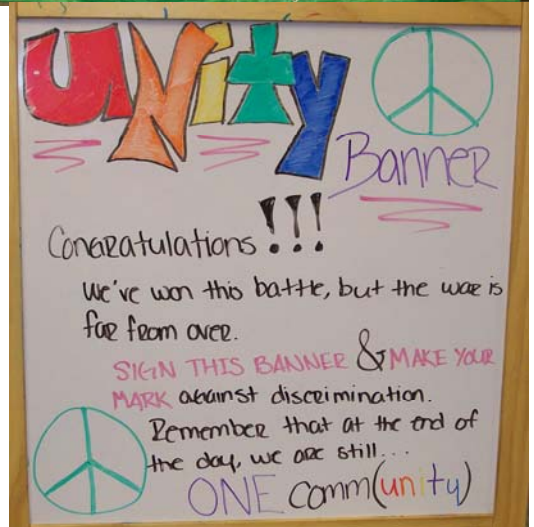 UNity
Banner
Congratulations!!!
We've won this battle, but the war is
far from over.
SIGN THIS BANNER & MAKE YOUR
MARK against discrimination.
Remember that at the end of
the day, we are still...
ONE comm(unity)